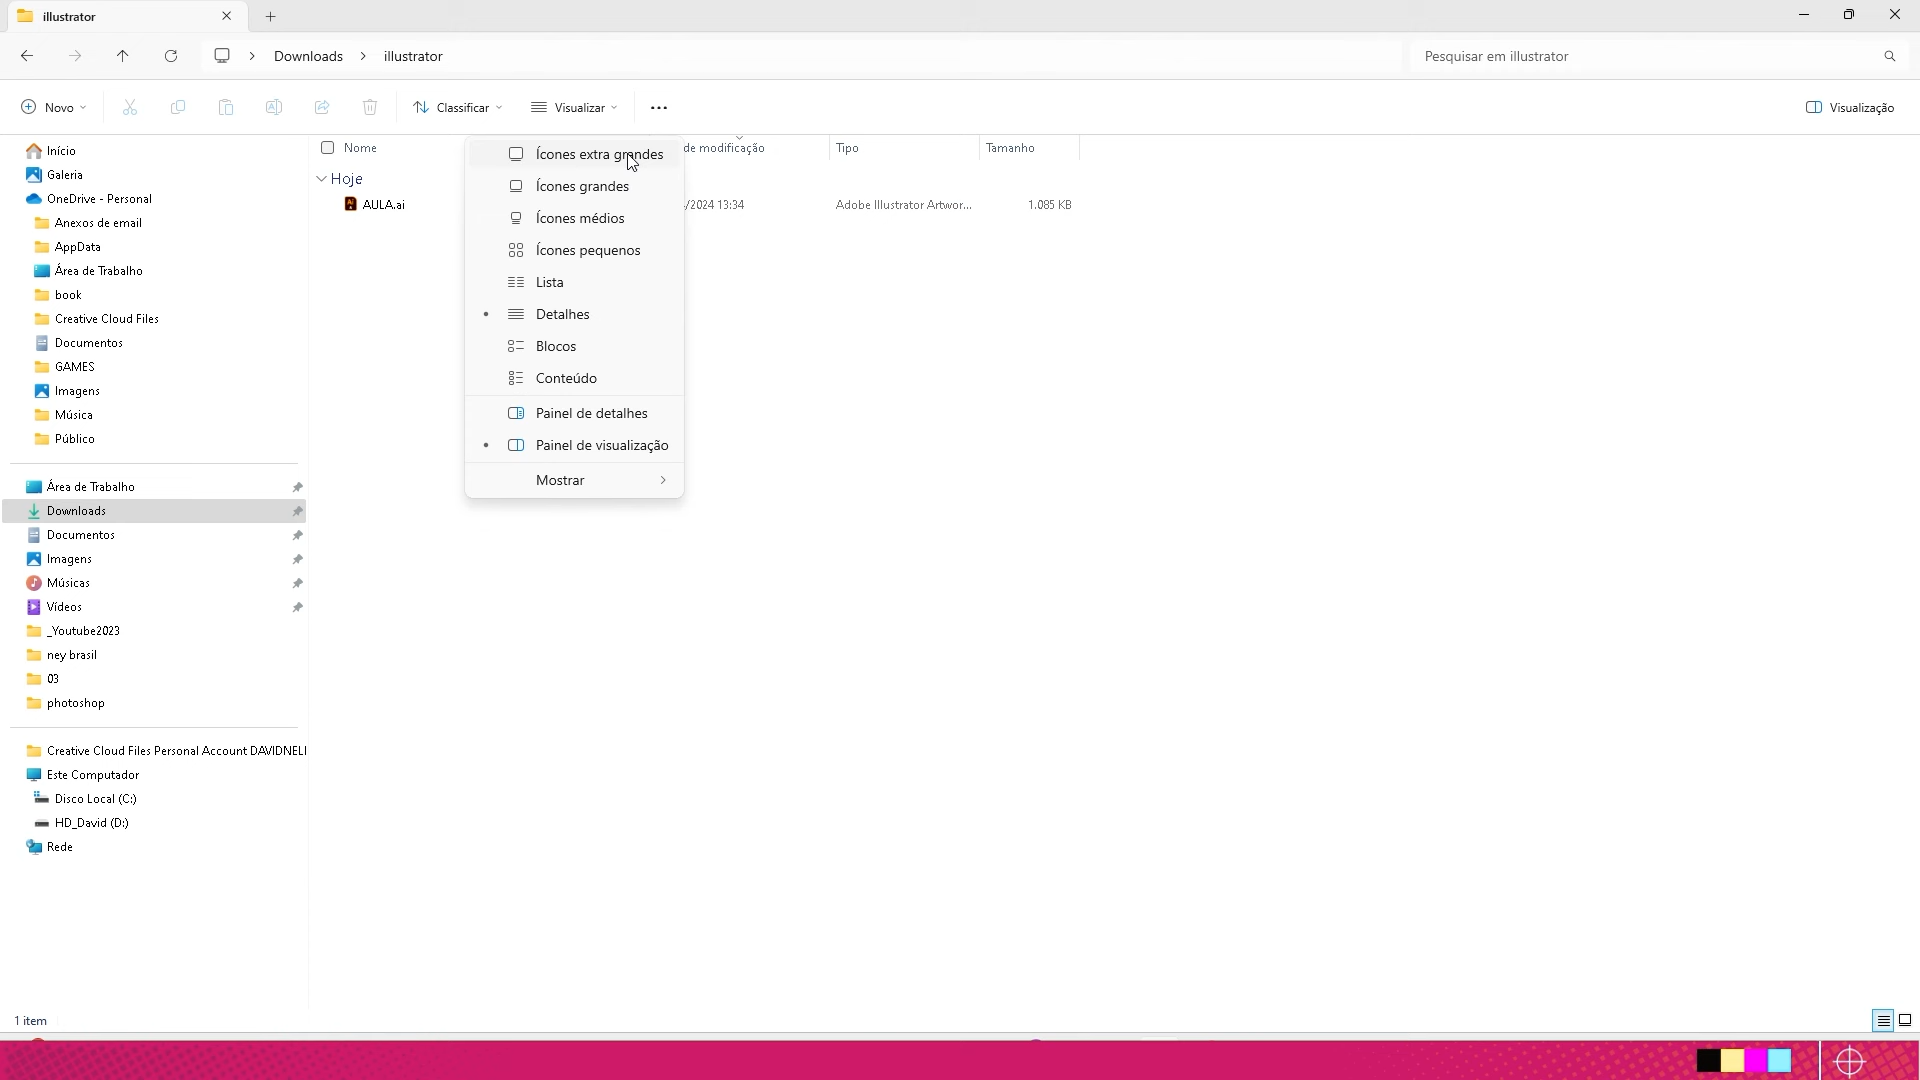 illustrator
Downloads > illustrator
Pesquisar em illustrator
Novo
Classificar
Visualizar
Visualização
Início
Galeria
OneDrive - Personal
Anexos de email
AppData
Área de Trabalho
book
Creative Cloud Files
Documentos
GAMES
Imagens
Música
Público
Área de Trabalho
Downloads
Documentos
Imagens
Músicas
Vídeos
_Youtube2023
ney brasil
03
photoshop
Creative Cloud Files Personal Account DAVIDNELI
Este Computador
Disco Local (C:)
HD_David (D:)
Rede
Nome de modificação Tipo Tamanho
Hoje
AULA.ai /2024 13:34 Adobe Illustrator Artwor... 1.085 KB
Ícones extra grandes
Ícones grandes
Ícones médios
Ícones pequenos
Lista
Detalhes
Blocos
Conteúdo
Painel de detalhes
Painel de visualização
Mostrar
1 item